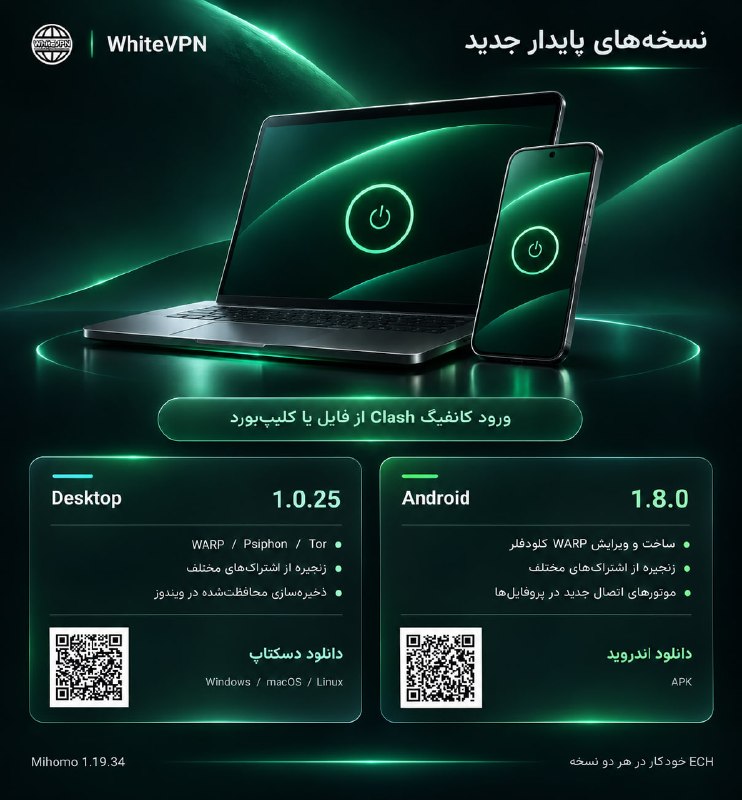 WhiteVPN
WhiteVPN
نسخه‌های پایدار جدید
ورود کانفیگ Clash از فایل یا کلیپ‌بورد
Android 1.8.0
ساخت و ویرایش WARP کلودفلر
زنجیره از اشتراک‌های مختلف
موتورهای اتصال جدید در پروفایل‌ها
دانلود اندروید
APK
Desktop 1.0.25
WARP / Psiphon / Tor
زنجیره از اشتراک‌های مختلف
ذخیره‌سازی محافظت‌شده در ویندوز
دانلود دسکتاپ
Windows / macOS / Linux
ECH خودکار در هر دو نسخه
Mihomo 1.19.34